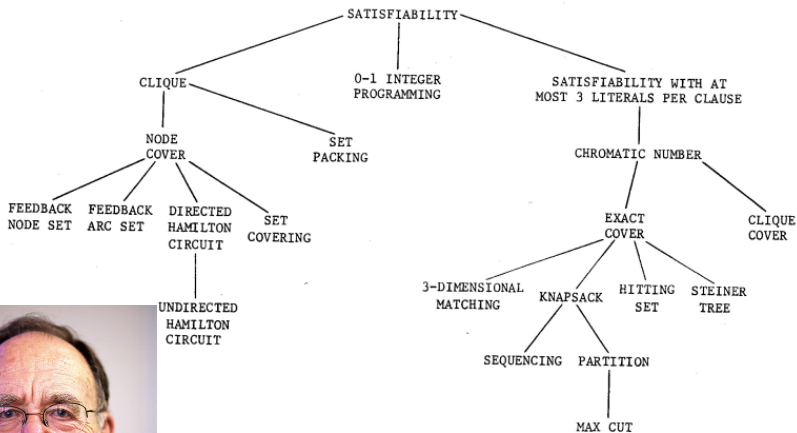 SATISFIABILITY
CLIQUE
0-1 INTEGER
PROGRAMMING
SATISFIABILITY WITH AT
MOST 3 LITERALS PER CLAUSE
NODE
COVER
SET
PACKING
CHROMATIC NUMBER
FEEDBACK
NODE SET
FEEDBACK
ARC SET
DIRECTED
HAMILTON
CIRCUIT
SET
COVERING
EXACT
COVER
CLIQUE
COVER
3-DIMENSIONAL
MATCHING
KNAPSACK
HITTING
SET
STEINER
TREE
UNDIRECTED
HAMILTON
CIRCUIT
SEQUENCING
PARTITION
MAX CUT